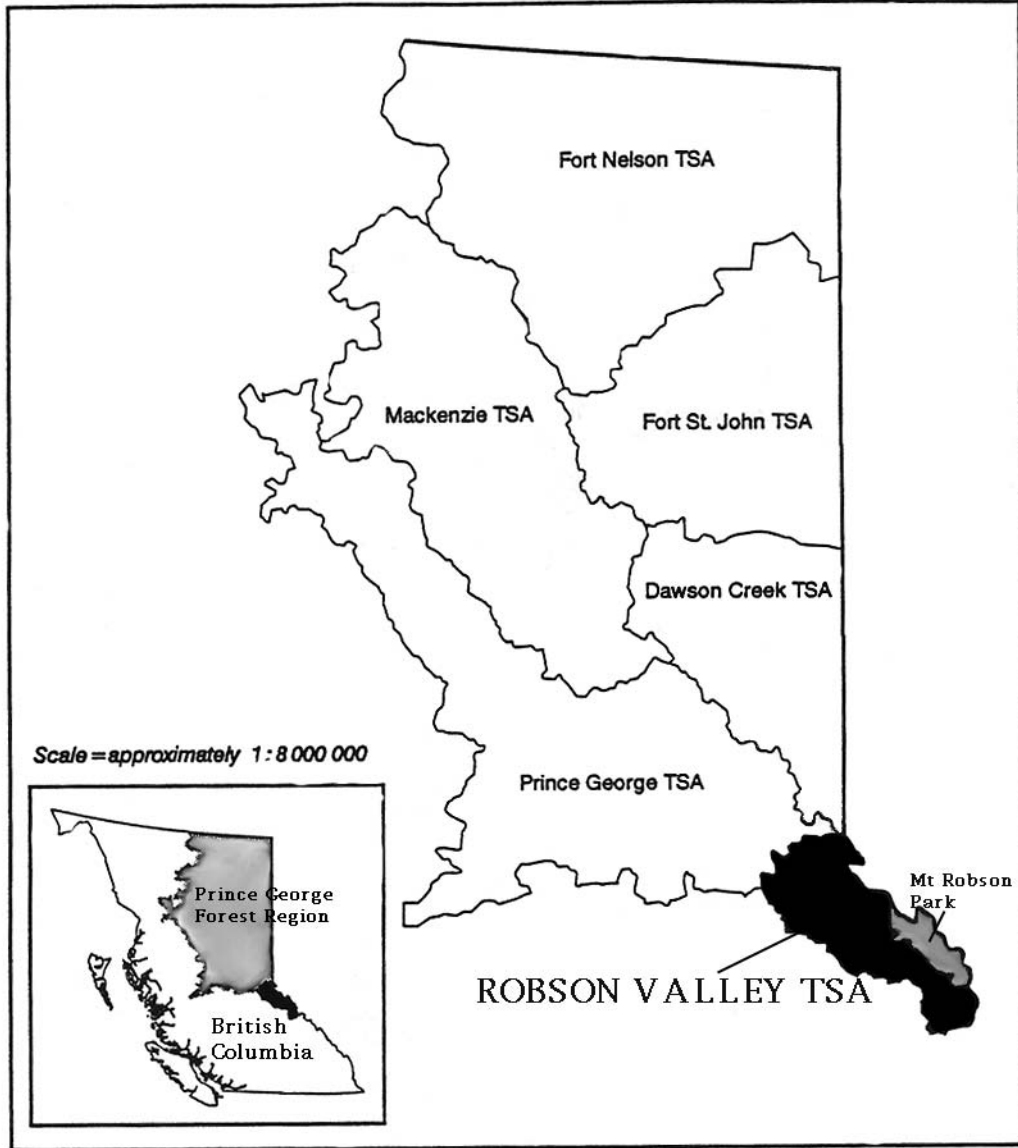 Fort Nelson TSA
Mackenzie TSA
Fort St. John TSA
Dawson Creek TSA
Scale = approximately 1 : 8 000 000
Prince George TSA
Mt Robson
Park
ROBSON VALLEY TSA
Prince George
Forest Region
British
Columbia